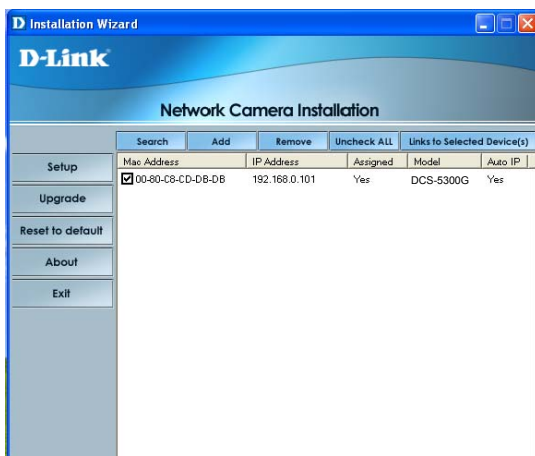 D Installation Wizard
D-Link
Network Camera Installation
Search Add Remove Uncheck ALL Links to Selected Device(s)
Mac Address IP Address Assigned Model Auto IP
00-80-C8-CD-DB-DB 192.168.0.101 Yes DCS-5300G Yes
Setup
Upgrade
Reset to default
About
Exit